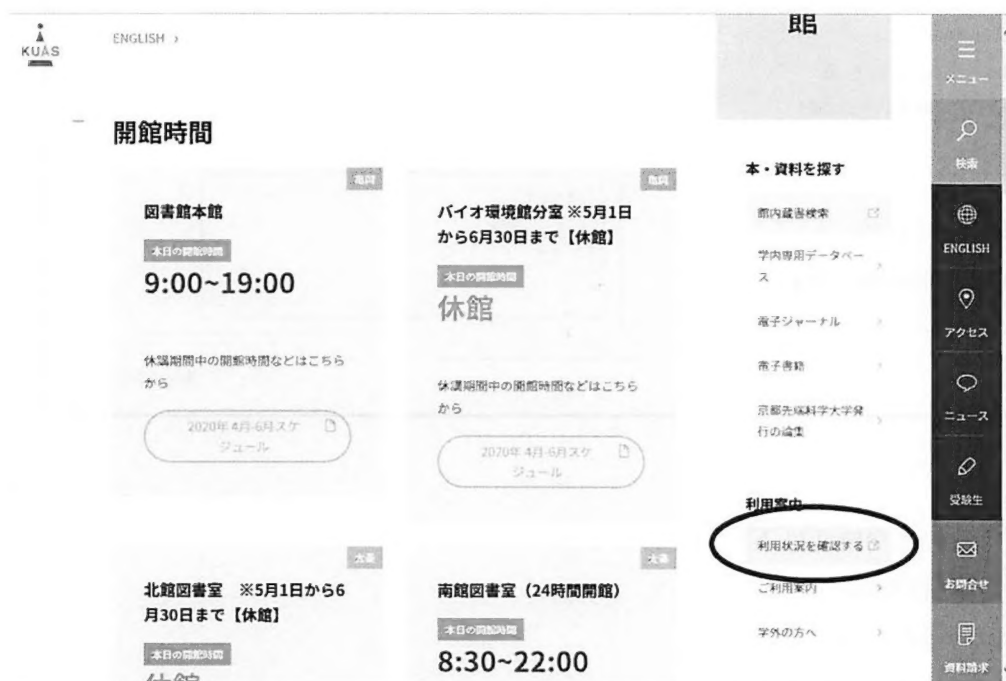 KUAS
ENGLISH
館
メニュー
検索
ENGLISH
アクセス
ニュース
受験生
お問合せ
資料請求
開館時間
亀岡
図書館本館
本日の開館時間
9:00~19:00
休講期間中の開館時間などはこちら
から
2020年 4月-6月スケ
ジュール
亀岡
バイオ環境館分室 ※5月1日
から6月30日まで【休館】
本日の開館時間
休館
休講期間中の開館時間などはこちら
から
2020年 4月-6月スケ
ジュール
太秦
北館図書室 ※5月1日から6
月30日まで【休館】
本日の開館時間
休館
太秦
南館図書室(24時間開館)
本日の開館時間
8:30~22:00
本・資料を探す
館内蔵書検索
学内専用データベー
ス
電子ジャーナル
電子書籍
京都先端科学大学発
行の論集
利用案内
利用状況を確認する
ご利用案内
学外の方へ